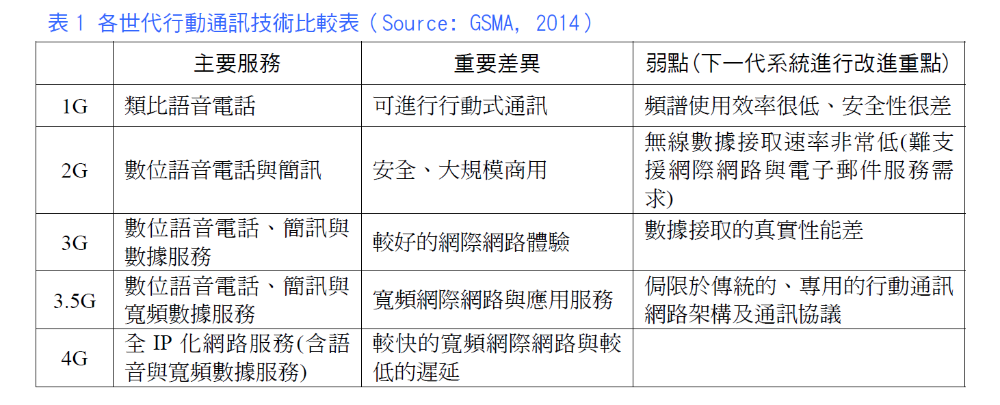 表 1 各世代行動通訊技術比較表（Source: GSMA, 2014）
主要服務 重要差異 弱點(下一代系統進行改進重點)
1G 類比語音電話 可進行行動式通訊 頻譜使用效率很低、安全性很差
2G 數位語音電話與簡訊 安全、大規模商用 無線數據接取速率非常低(難支
援網際網路與電子郵件服務需
求)
3G 數位語音電話、簡訊與
數據服務
較好的網際網路體驗
數據接取的真實性能差
3.5G 數位語音電話、簡訊與
寬頻數據服務
寬頻網際網路與應用服務
侷限於傳統的、專用的行動通訊
網路架構及通訊協議
4G 全 IP 化網路服務(含語
音與寬頻數據服務)
較快的寬頻網際網路與較
低的遲延